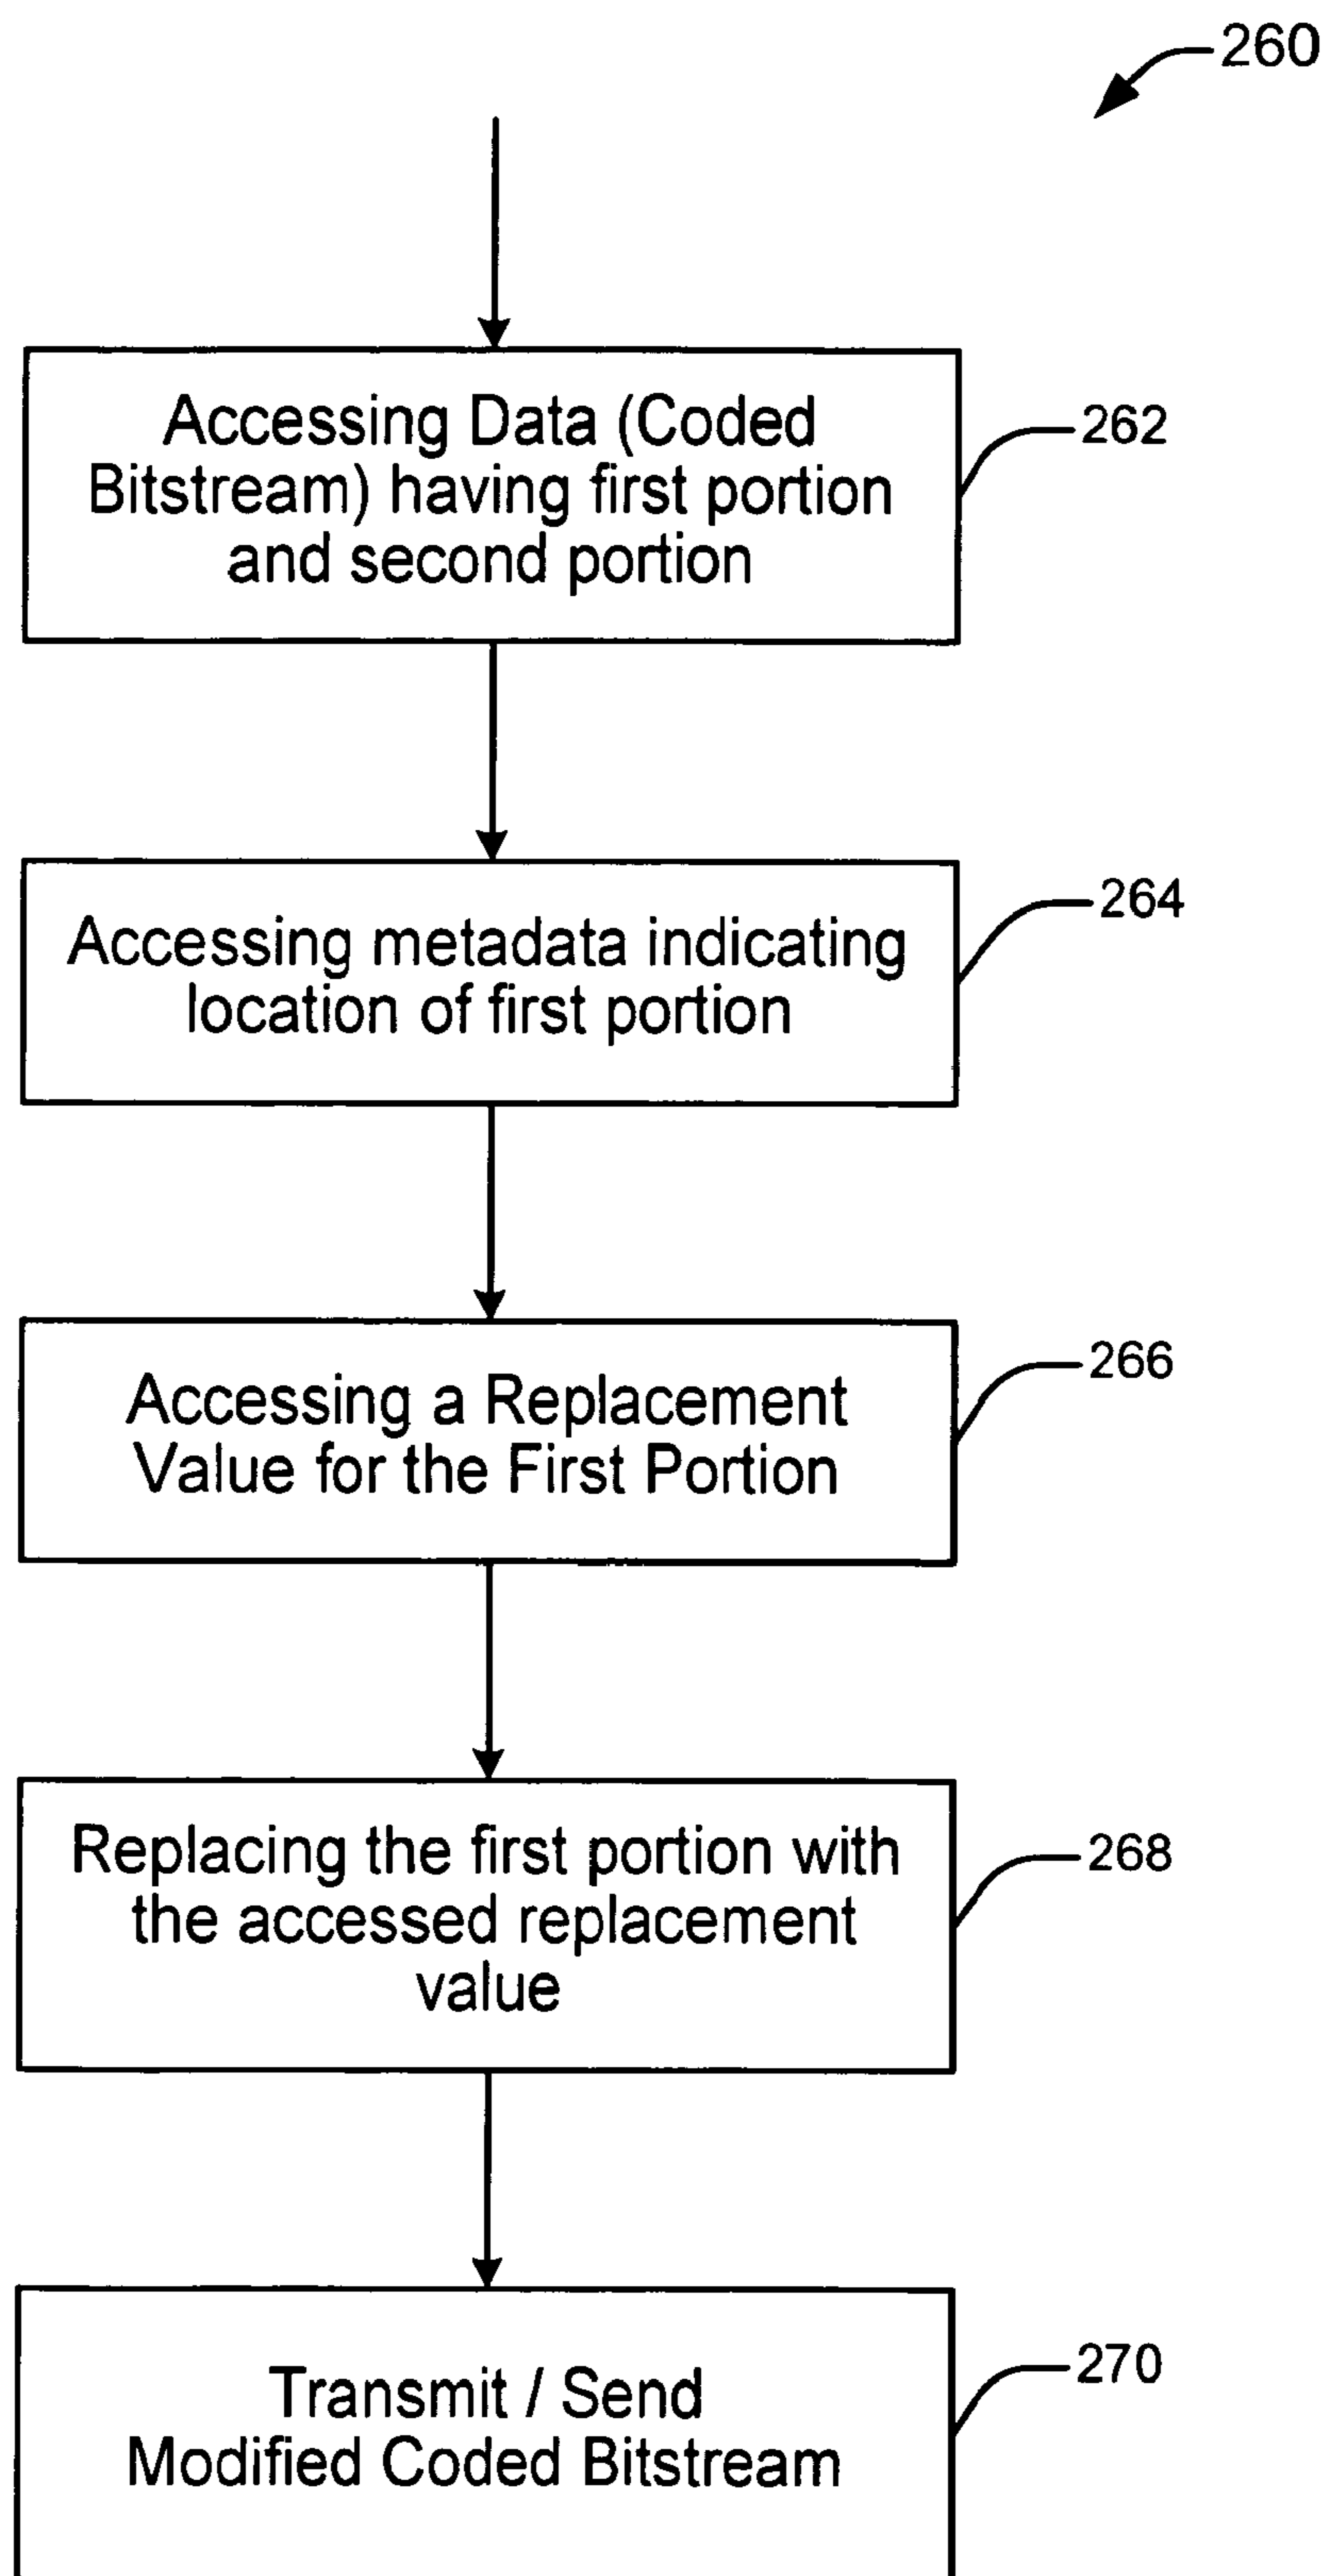 260
Accessing Data (Coded
Bitstream) having first portion
and second portion
262
Accessing metadata indicating
location of first portion
264
Accessing a Replacement
Value for the First Portion
266
Replacing the first portion with
the accessed replacement
value
268
Transmit / Send
Modified Coded Bitstream
270